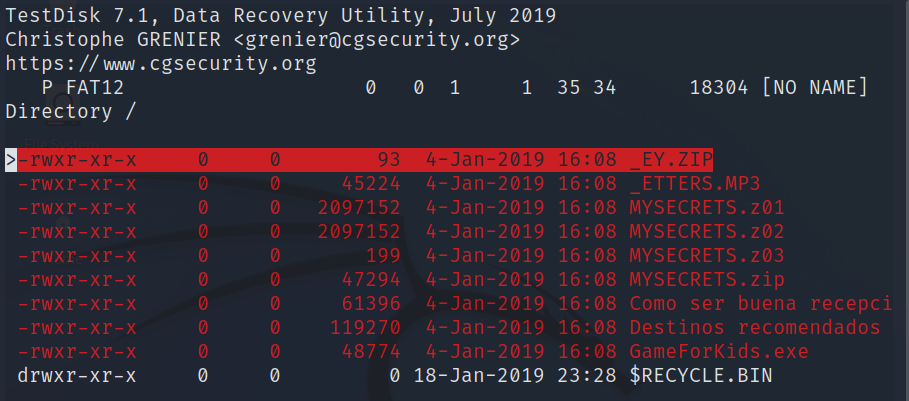 TestDisk 7.1, Data Recovery Utility, July 2019
Christophe GRENIER <grenier@cgsecurity.org>
https://www.cgsecurity.org
P FAT12 0 0 1 1 35 34 18304 [NO NAME]
Directory /
>-rwxr-xr-x 0 0 93 4-Jan-2019 16:08 _EY.ZIP
-rwxr-xr-x 0 0 45224 4-Jan-2019 16:08 _ETTERS.MP3
-rwxr-xr-x 0 0 2097152 4-Jan-2019 16:08 MYSECRETS.z01
-rwxr-xr-x 0 0 2097152 4-Jan-2019 16:08 MYSECRETS.z02
-rwxr-xr-x 0 0 199 4-Jan-2019 16:08 MYSECRETS.z03
-rwxr-xr-x 0 0 47294 4-Jan-2019 16:08 MYSECRETS.zip
-rwxr-xr-x 0 0 61396 4-Jan-2019 16:08 Como ser buena recepci
-rwxr-xr-x 0 0 119270 4-Jan-2019 16:08 Destinos recomendados
-rwxr-xr-x 0 0 48774 4-Jan-2019 16:08 GameForKids.exe
drwxr-xr-x 0 0 0 18-Jan-2019 23:28 $RECYCLE.BIN